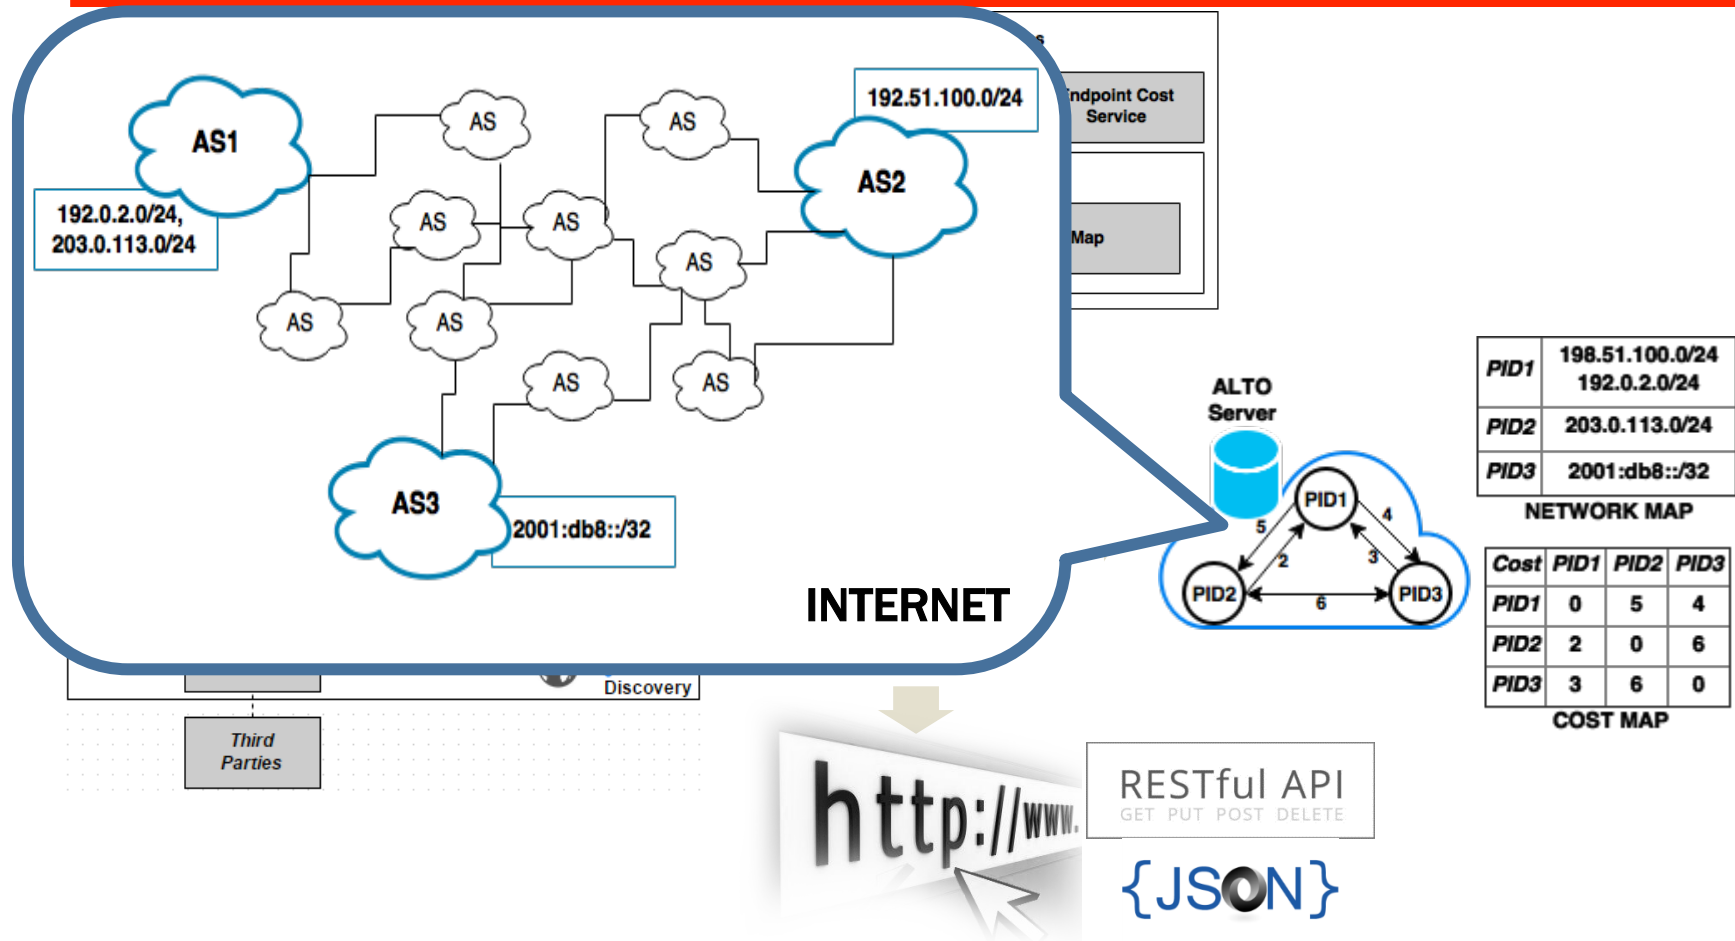 s
ndpoint Cost
Service
Map
AS1
192.0.2.0/24,
203.0.113.0/24
AS
AS
192.51.100.0/24
AS2
AS
AS
AS
AS
AS
AS
AS
AS3
2001:db8::/32
INTERNET
ALTO
Server
PID1
PID2
PID3
5
2
4
3
6
PID1 198.51.100.0/24
192.0.2.0/24
PID2 203.0.113.0/24
PID3 2001:db8::/32
NETWORK MAP
Cost PID1 PID2 PID3
PID1 0 5 4
PID2 2 0 6
PID3 3 6 0
COST MAP
Discovery
Third
Parties
http://www.
RESTful API
GET PUT POST DELETE
{JSON}